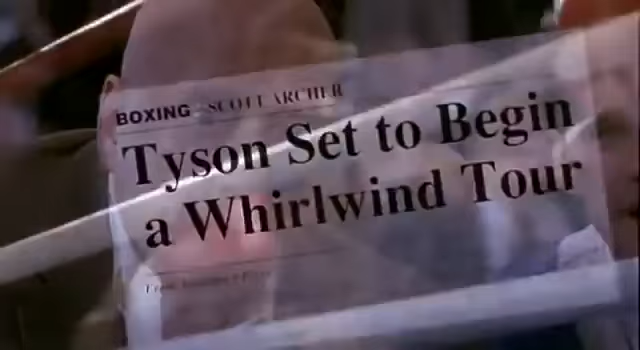 BOXING SCOTT ARCHER
Tyson Set to Begin
a Whirlwind Tour